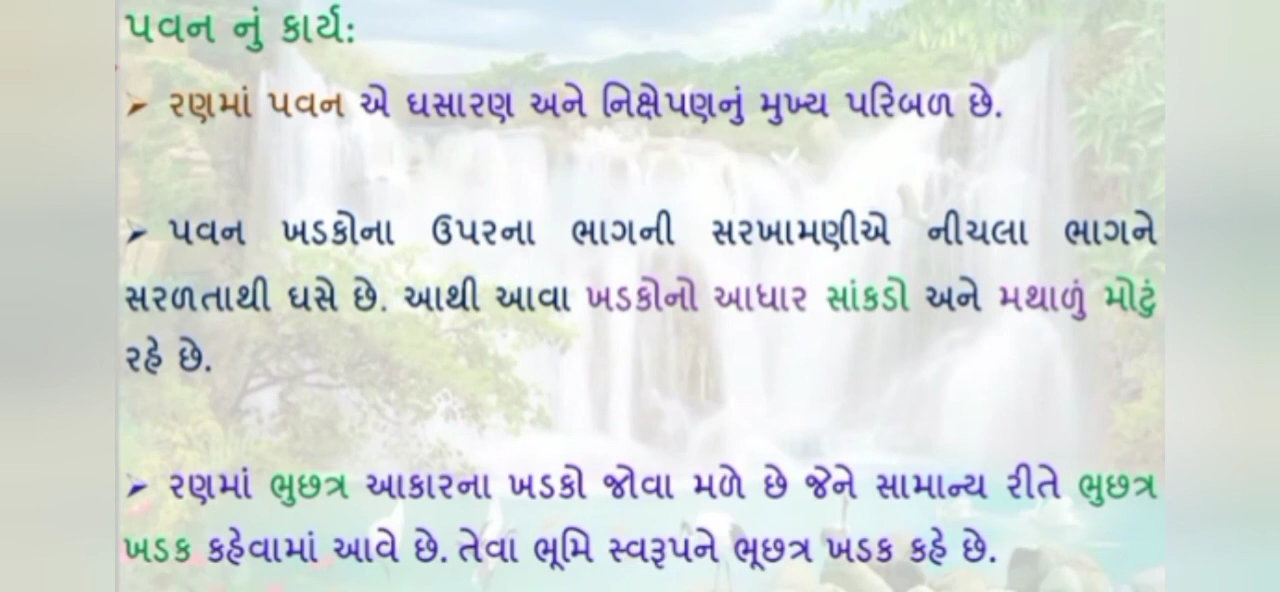 પવન નું કાર્ય:
➤ રણમાં પવન એ ઘસારણ અને નિક્ષેપણનું મુખ્ય પરિબળ છે.
➤ પવન ખડકોના ઉપરના ભાગની સરખામણીએ નીચલા ભાગને
સરળતાથી ઘસે છે. આથી આવા ખડકોનો આધાર સાંકડો અને મથાળું મોટું
રહે છે.
➤ રણમાં ભુછત્ર આકારના ખડકો જોવા મળે છે જેને સામાન્ય રીતે ભુછત્ર
ખડક કહેવામાં આવે છે. તેવા ભૂમિ સ્વરૂપને ભૂછત્ર ખડક કહે છે.